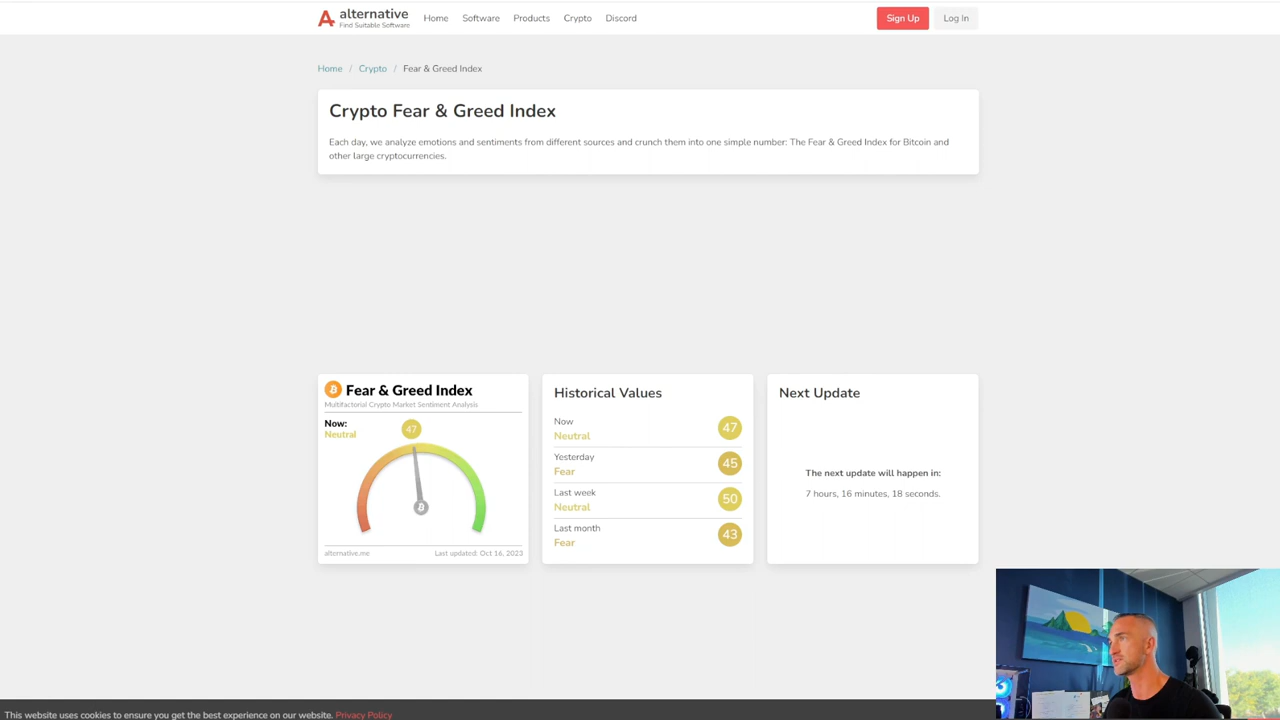 alternative
Find Suitable Software
Home Software Products Crypto Discord
Sign Up Log In
Home / Crypto / Fear & Greed Index
Crypto Fear & Greed Index
Each day, we analyze emotions and sentiments from different sources and crunch them into one simple number: The Fear & Greed Index for Bitcoin and
other large cryptocurrencies.
Fear & Greed Index
Multifactorial Crypto Market Sentiment Analysis
Now:
Neutral
47
alternative.me Last updated: Oct 16, 2023
Historical Values
Now
Neutral
47
Yesterday
Fear
45
Last week
Neutral
50
Last month
Fear
43
Next Update
The next update will happen in:
7 hours, 16 minutes, 18 seconds.
This website uses cookies to ensure you get the best experience on our website. Privacy Policy